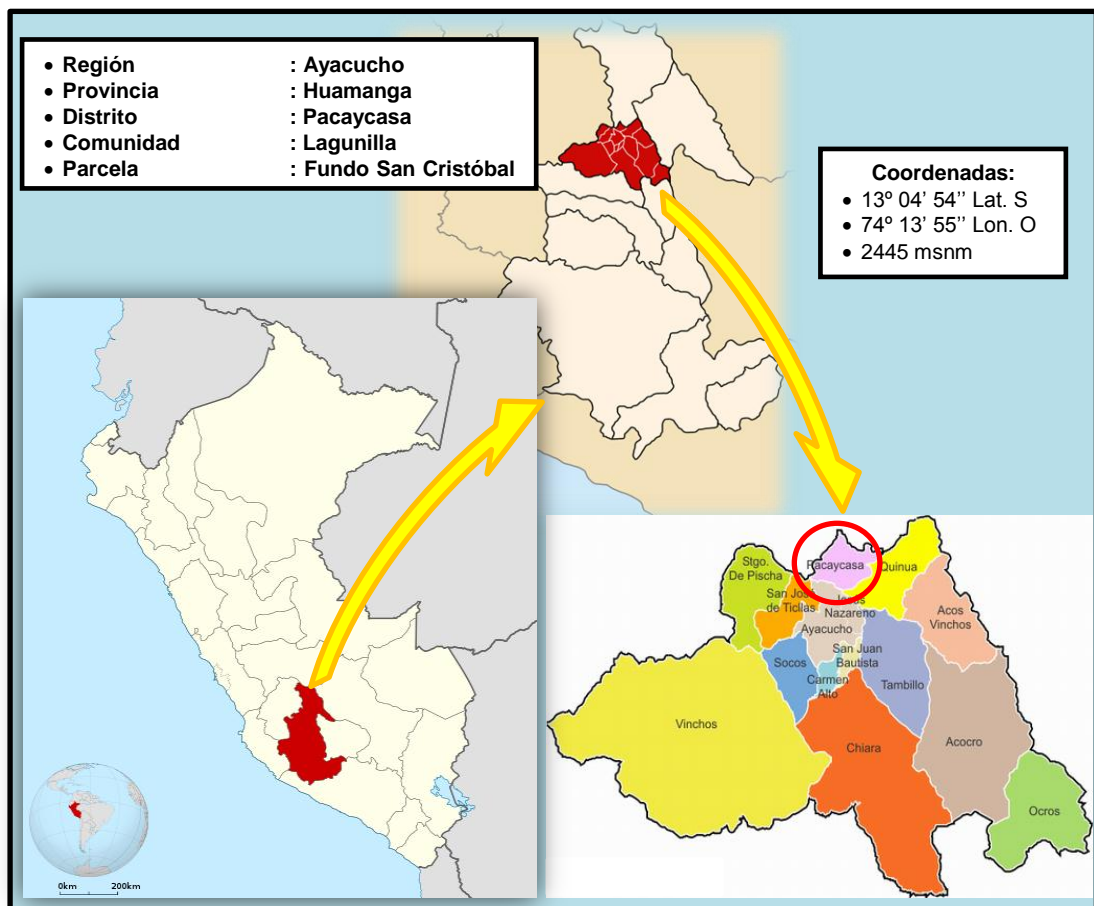 • Región : Ayacucho
• Provincia : Huamanga
• Distrito : Pacaycasa
• Comunidad : Lagunilla
• Parcela : Fundo San Cristóbal
Coordenadas:
• 13º 04’ 54’’ Lat. S
• 74º 13’ 55’’ Lon. O
• 2445 msnm
Stgo.
De Pischa
Pacaycasa
Quinua
San José
de Ticllas
Jesús
Nazareno
Acos
Vinchos
Ayacucho
San Juan
Bautista
Socos
Carmen
Alto
Tambillo
Vinchos
Chiara
Acocro
Ocros
0km 200km